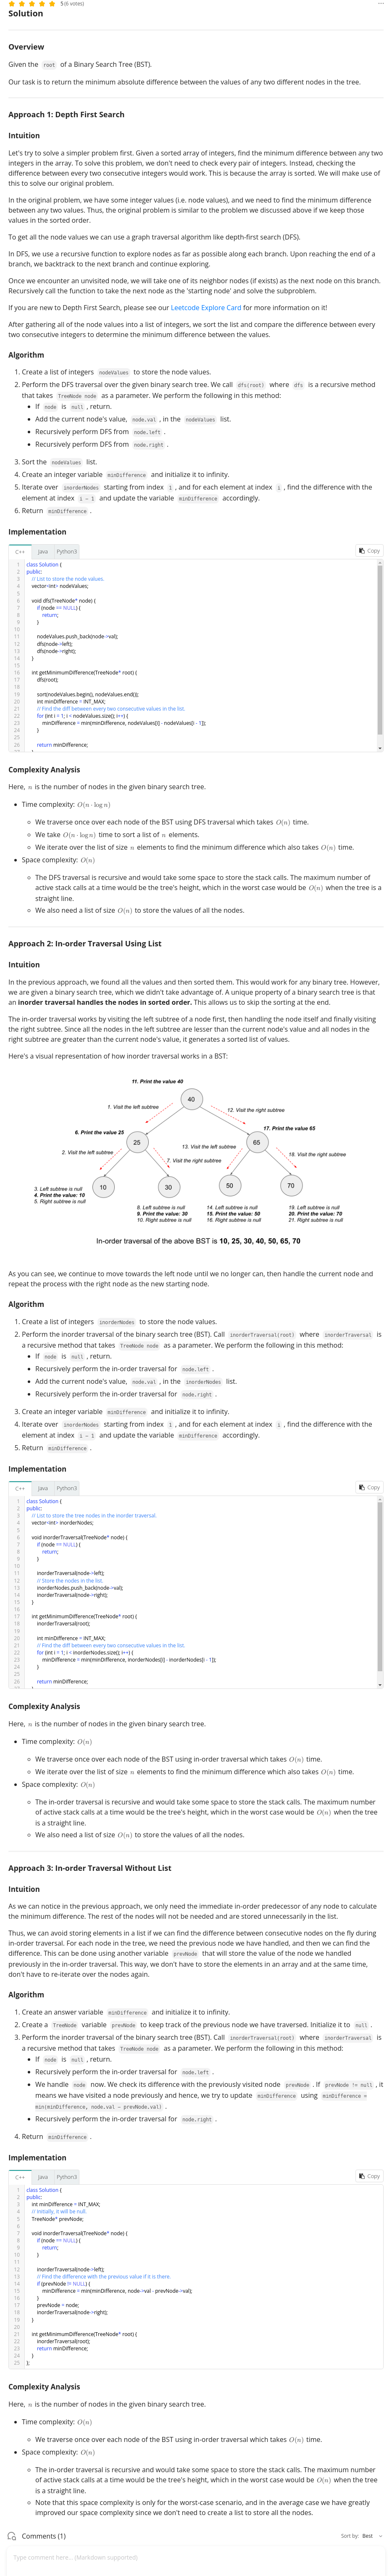 5 (6 votes)
Solution
Overview
Given the root of a Binary Search Tree (BST).
Our task is to return the minimum absolute difference between the values of any two different nodes in the tree.
Approach 1: Depth First Search
Intuition
Let's try to solve a simpler problem first. Given a sorted array of integers, find the minimum difference between any two
integers in the array. To solve this problem, we don't need to check every pair of integers. Instead, checking the
difference between every two consecutive integers would work. This is because the array is sorted. We will make use of
this to solve our original problem.
In the original problem, we have some integer values (i.e. node values), and we need to find the minimum difference
between any two values. Thus, the original problem is similar to the problem we discussed above if we keep those
values in the sorted order.
To get all the node values we can use a graph traversal algorithm like depth-first search (DFS).
In DFS, we use a recursive function to explore nodes as far as possible along each branch. Upon reaching the end of a
branch, we backtrack to the next branch and continue exploring.
Once we encounter an unvisited node, we will take one of its neighbor nodes (if exists) as the next node on this branch.
Recursively call the function to take the next node as the 'starting node' and solve the subproblem.
If you are new to Depth First Search, please see our Leetcode Explore Card for more information on it!
After gathering all of the node values into a list of integers, we sort the list and compare the difference between every
two consecutive integers to determine the minimum difference between the values.
Algorithm
1. Create a list of integers nodeValues to store the node values.
2. Perform the DFS traversal over the given binary search tree. We call dfs(root) where dfs is a recursive method
that takes TreeNode node as a parameter. We perform the following in this method:
• If node is null , return.
• Add the current node's value, node.val , in the nodeValues list.
• Recursively perform DFS from node.left .
• Recursively perform DFS from node.right .
3. Sort the nodeValues list.
4. Create an integer variable minDifference and initialize it to infinity.
5. Iterate over inorderNodes starting from index 1 , and for each element at index i , find the difference with the
element at index i - 1 and update the variable minDifference accordingly.
6. Return minDifference .
Implementation
C++ Java Python3 Copy
1 class Solution {
2 public:
3 // List to store the node values.
4 vector<int> nodeValues;
5
6 void dfs(TreeNode* node) {
7 if (node == NULL) {
8 return;
9 }
10
11 nodeValues.push_back(node->val);
12 dfs(node->left);
13 dfs(node->right);
14 }
15
16 int getMinimumDifference(TreeNode* root) {
17 dfs(root);
18
19 sort(nodeValues.begin(), nodeValues.end());
20 int minDifference = INT_MAX;
21 // Find the diff between every two consecutive values in the list.
22 for (int i = 1; i < nodeValues.size(); i++) {
23 minDifference = min(minDifference, nodeValues[i] - nodeValues[i - 1]);
24 }
25
26 return minDifference;
Complexity Analysis
Here, n is the number of nodes in the given binary search tree.
• Time complexity: O(n · log n)
○ We traverse once over each node of the BST using DFS traversal which takes O(n) time.
○ We take O(n · log n) time to sort a list of n elements.
○ We iterate over the list of size n elements to find the minimum difference which also takes O(n) time.
• Space complexity: O(n)
○ The DFS traversal is recursive and would take some space to store the stack calls. The maximum number of
active stack calls at a time would be the tree's height, which in the worst case would be O(n) when the tree is a
straight line.
○ We also need a list of size O(n) to store the values of all the nodes.
Approach 2: In-order Traversal Using List
Intuition
In the previous approach, we found all the values and then sorted them. This would work for any binary tree. However,
we are given a binary search tree, which we didn't take advantage of. A unique property of a binary search tree is that
an inorder traversal handles the nodes in sorted order. This allows us to skip the sorting at the end.
The in-order traversal works by visiting the left subtree of a node first, then handling the node itself and finally visiting
the right subtree. Since all the nodes in the left subtree are lesser than the current node's value and all nodes in the
right subtree are greater than the current node's value, it generates a sorted list of values.
Here's a visual representation of how inorder traversal works in a BST:
11. Print the value 40
40
1. Visit the left subtree
12. Visit the right subtree
6. Print the value 25
17. Print the value 65
25
65
2. Visit the left subtree
13. Visit the left subtree
18. Visit the right subtree
7. Visit the right subtree
10
30
50
70
3. Left subtree is NULL
4. Print the value: 10
5. Right subtree is NULL
8. Left subtree is NULL
9. Print the value: 30
10. Right subtree is NULL
14. Left subtree is NULL
15. Print the value: 50
16. Right subtree is NULL
19. Left subtree is NULL
20. Print the value: 70
21. Right subtree is NULL
In-order traversal of the above BST is 10, 25, 30, 40, 50, 65, 70
As you can see, we continue to move towards the left node until we no longer can, then handle the current node and
repeat the process with the right node as the new starting node.
Algorithm
1. Create a list of integers inorderNodes to store the node values.
2. Perform the inorder traversal of the binary search tree (BST). Call inorderTraversal(root) where inorderTraversal is
a recursive method that takes TreeNode node as a parameter. We perform the following in this method:
• If node is null , return.
• Recursively perform the in-order traversal for node.left .
• Add the current node's value, node.val , in the inorderNodes list.
• Recursively perform the in-order traversal for node.right .
3. Create an integer variable minDifference and initialize it to infinity.
4. Iterate over inorderNodes starting from index 1 , and for each element at index i , find the difference with the
element at index i - 1 and update the variable minDifference accordingly.
5. Return minDifference .
Implementation
C++ Java Python3 Copy
1 class Solution {
2 public:
3 // List to store the tree nodes in the inorder traversal.
4 vector<int> inorderNodes;
5
6 void inorderTraversal(TreeNode* node) {
7 if (node == NULL) {
8 return;
9 }
10
11 inorderTraversal(node->left);
12 // Store the nodes in the list.
13 inorderNodes.push_back(node->val);
14 inorderTraversal(node->right);
15 }
16
17 int getMinimumDifference(TreeNode* root) {
18 inorderTraversal(root);
19
20 int minDifference = INT_MAX;
21 // Find the diff between every two consecutive values in the list.
22 for (int i = 1; i < inorderNodes.size(); i++) {
23 minDifference = min(minDifference, inorderNodes[i] - inorderNodes[i - 1]);
24 }
25
26 return minDifference;
Complexity Analysis
Here, n is the number of nodes in the given binary search tree.
• Time complexity: O(n)
○ We traverse once over each node of the BST using in-order traversal which takes O(n) time.
○ We iterate over the list of size n elements to find the minimum difference which also takes O(n) time.
• Space complexity: O(n)
○ The in-order traversal is recursive and would take some space to store the stack calls. The maximum number
of active stack calls at a time would be the tree's height, which in the worst case would be O(n) when the tree
is a straight line.
○ We also need a list of size O(n) to store the values of all the nodes.
Approach 3: In-order Traversal Without List
Intuition
As we can notice in the previous approach, we only need the immediate in-order predecessor of any node to calculate
the minimum difference. The rest of the nodes will not be needed and are stored unnecessarily in the list.
Thus, we can avoid storing elements in a list if we can find the difference between consecutive nodes on the fly during
in-order traversal. For each node in the tree, we need the previous node we have handled, and then we can find the
difference. This can be done using another variable prevNode that will store the value of the node we handled
previously in the in-order traversal. This way, we don't have to store the elements in an array and at the same time,
don't have to re-iterate over the nodes again.
Algorithm
1. Create an answer variable minDifference and initialize it to infinity.
2. Create a TreeNode variable prevNode to keep track of the previous node we have traversed. Initialize it to null .
3. Perform the inorder traversal of the binary search tree (BST). Call inorderTraversal(root) where inorderTraversal is
a recursive method that takes TreeNode node as a parameter. We perform the following in this method:
• If node is null , return.
• Recursively perform the in-order traversal for node.left .
• We handle node now. We check its difference with the previously visited node prevNode . If prevNode != null , it
means we have visited a node previously and hence, we try to update minDifference using minDifference =
min(minDifference, node.val - prevNode.val) .
• Recursively perform the in-order traversal for node.right .
4. Return minDifference .
Implementation
C++ Java Python3 Copy
1 class Solution {
2 public:
3 int minDifference = INT_MAX;
4 // Initially, it will be null.
5 TreeNode* prevNode;
6
7 void inorderTraversal(TreeNode* node) {
8 if (node == NULL) {
9 return;
10 }
11
12 inorderTraversal(node->left);
13 // Find the difference with the previous value if it is there.
14 if (prevNode != NULL) {
15 minDifference = min(minDifference, node->val - prevNode->val);
16 }
17 prevNode = node;
18 inorderTraversal(node->right);
19 }
20
21 int getMinimumDifference(TreeNode* root) {
22 inorderTraversal(root);
23 return minDifference;
24 }
25 };
Complexity Analysis
Here, n is the number of nodes in the given binary search tree.
• Time complexity: O(n)
○ We traverse once over each node of the BST using in-order traversal which takes O(n) time.
• Space complexity: O(n)
○ The in-order traversal is recursive and would take some space to store the stack calls. The maximum number
of active stack calls at a time would be the tree's height, which in the worst case would be O(n) when the tree
is a straight line.
○ Note that this space complexity is only for the worst-case scenario, and in the average case we have greatly
improved our space complexity since we don't need to create a list to store all the nodes.
Comments (1) Sort by: Best
Type comment here... (Markdown supported)